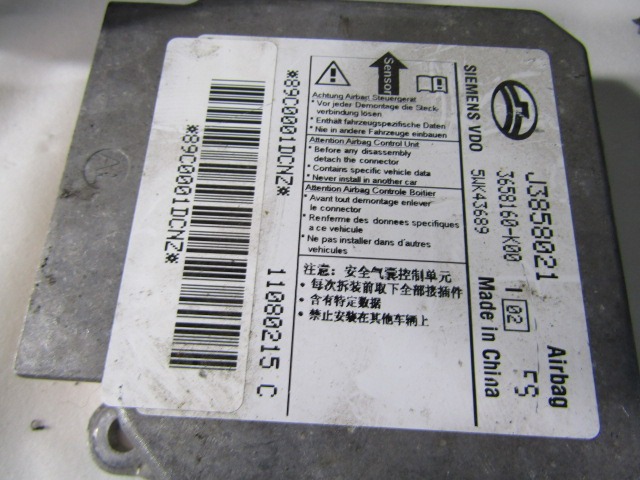 J3858021 Airbag
3658160-K00 I 02 FS
SIEMENS VDO 5WK43689 Made in China
Sensor
Achtung Airbag Steuergerät
• Vor jeder Demontage die Steck-
verbindung lösen
• Enthält fahrzeugspezifische Daten
• Nie in andere Fahrzeuge einbauen
Attention Airbag Control Unit
• Before any disassembly
detach the connector
• Contains specific vehicle data
• Never install in another car
Attention Airbag Controle Boitier
• Avant tout demontage enlever
le connector
• Renferme des donnees specifiques
a ce vehicule
• Ne pas installer dans d'autres
vehicules
注意：安全气囊控制单元
• 每次拆装前取下全部接插件
• 含有特定数据
• 禁止安装在其他车辆上
*89C0001DCNZ* 11080215 C
*89C0001DCNZ*